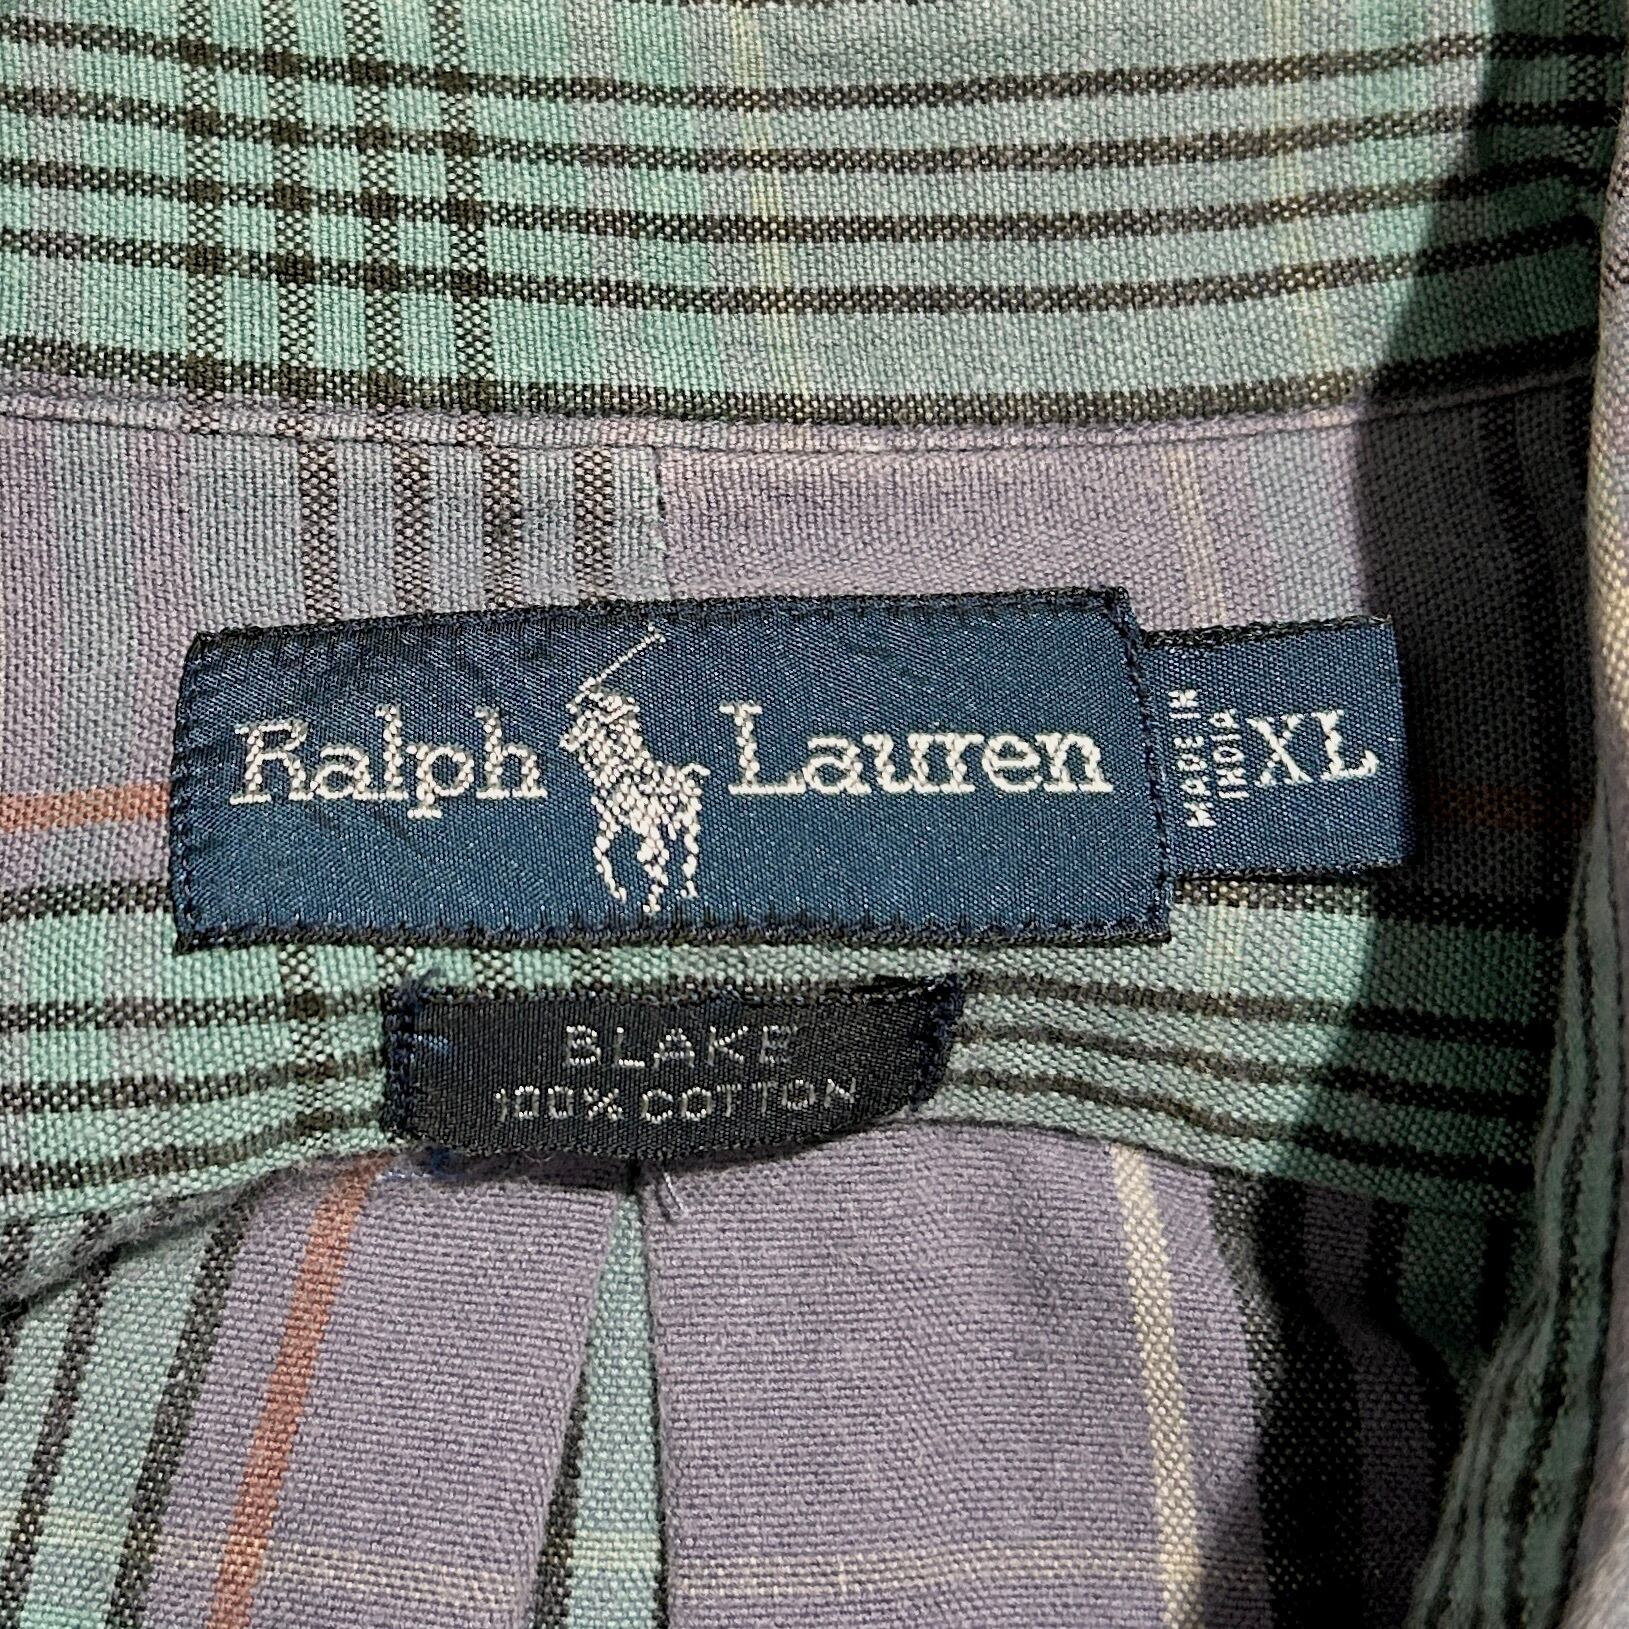 Ralph Lauren
MADE IN
INDIA
XL
BLAKE
100% COTTON